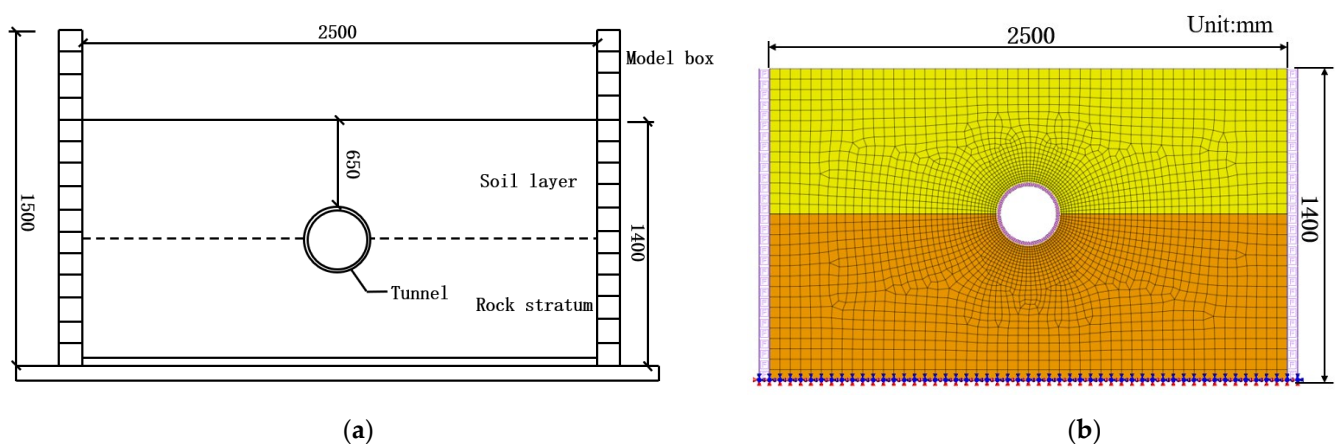 2500
Model box
650
Soil layer
1500
1400
Tunnel
Rock stratum
(a)
Unit:mm
2500
1400
(b)